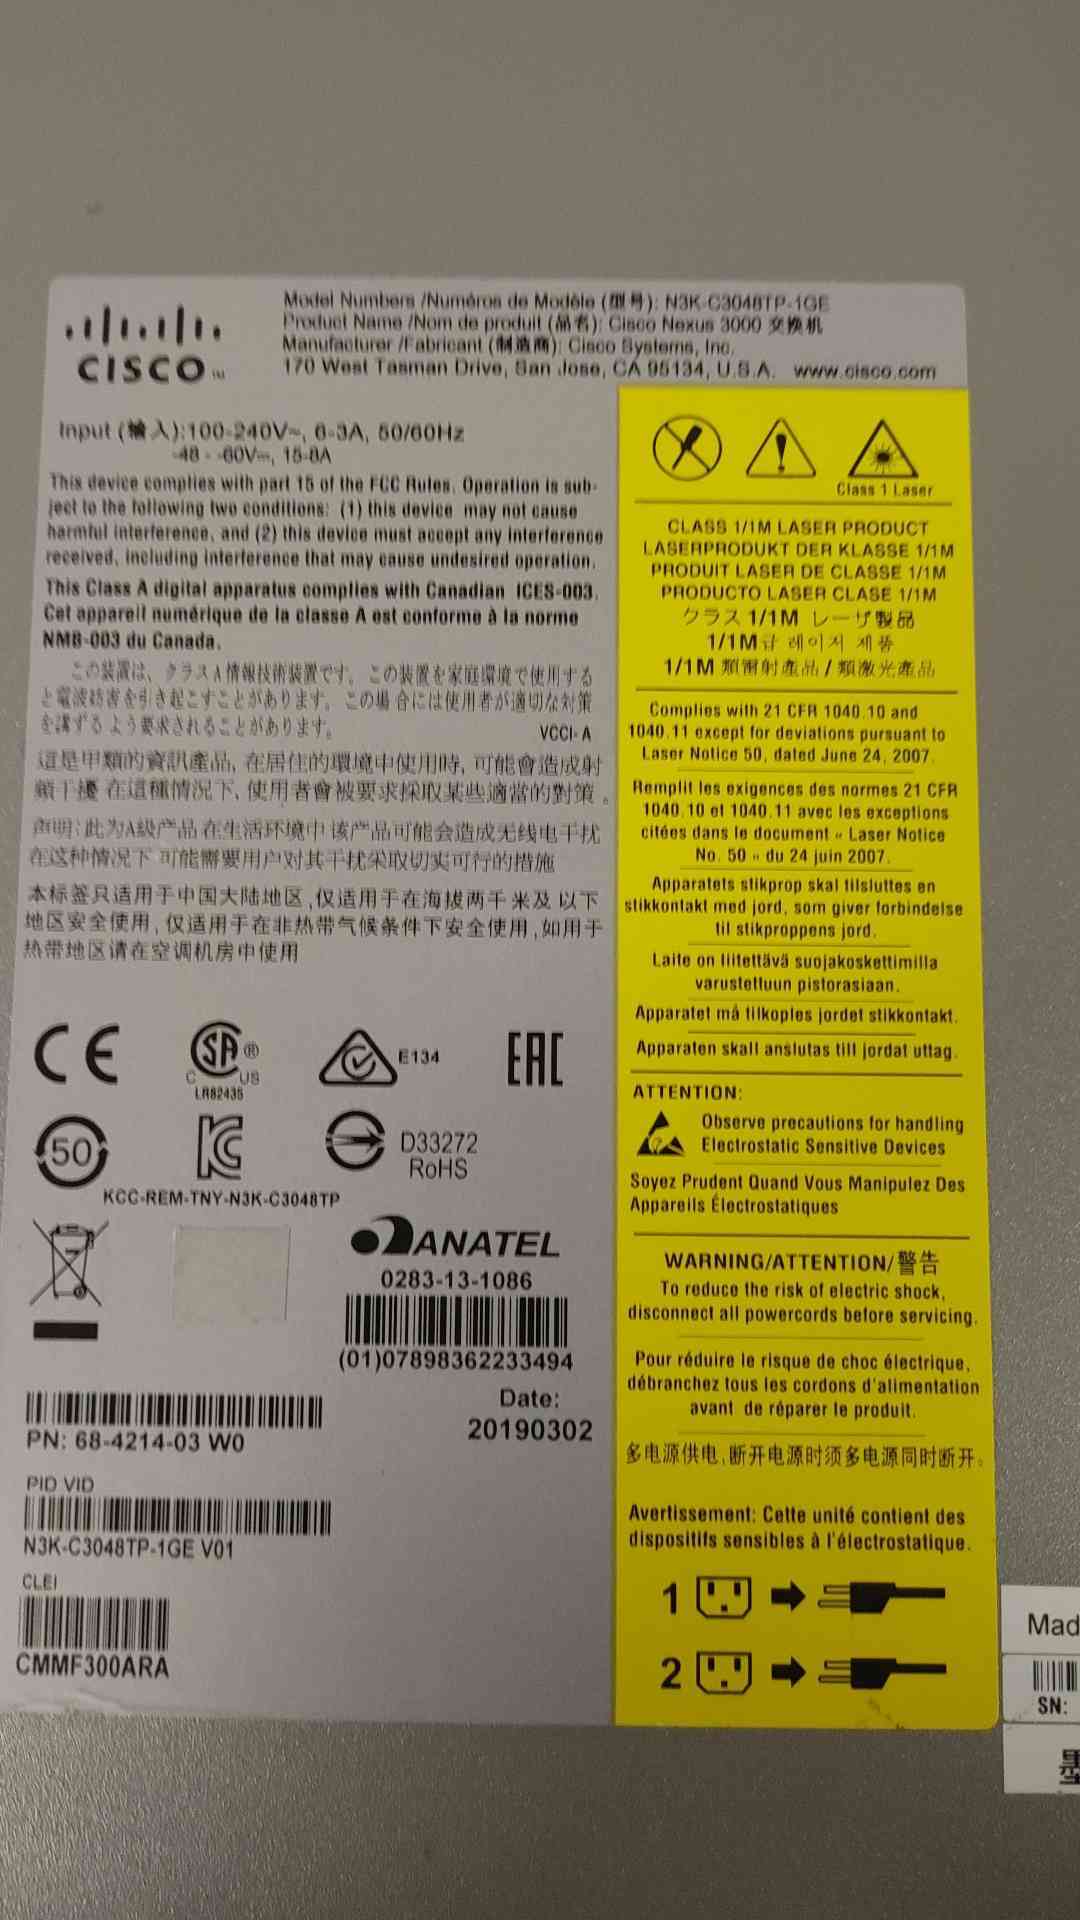 Model Numbers /Numéros de Modèle (型号): N3K-C3048TP-1GE
Product Name /Nom de produit (品名): Cisco Nexus 3000 交换机
Manufacturer /Fabricant (制造商): Cisco Systems, Inc.
170 West Tasman Drive, San Jose, CA 95134, U.S.A. www.cisco.com
CISCO™
Input (输入):100-240V~, 6-3A, 50/60Hz
-48 - -60V⎓, 15-8A
This device complies with part 15 of the FCC Rules. Operation is sub-
ject to the following two conditions: (1) this device may not cause
harmful interference, and (2) this device must accept any interference
received, including interference that may cause undesired operation.
This Class A digital apparatus complies with Canadian ICES-003.
Cet appareil numérique de la classe A est conforme à la norme
NMB-003 du Canada.
この装置は、クラスA情報技術装置です。この装置を家庭環境で使用する
と電波妨害を引き起こすことがあります。この場合には使用者が適切な対策
を講ずるよう要求されることがあります。 VCCI-A
這是甲類的資訊產品, 在居住的環境中使用時, 可能會造成射
頻干擾 在這種情況下, 使用者會被要求採取某些適當的對策。
声明:此为A级产品 在生活环境中 该产品可能会造成无线电干扰
在这种情况下 可能需要用户对其干扰采取切实可行的措施
本标签只适用于中国大陆地区,仅适用于在海拔两千米及以下
地区安全使用,仅适用于在非热带气候条件下安全使用,如用于
热带地区请在空调机房中使用
CE
SA®
C US
LR82435
E134
EAC
50
KC
D33272
RoHS
KCC-REM-TNY-N3K-C3048TP
ANATEL
0283-13-1086
(01)07898362233494
Date:
20190302
PN: 68-4214-03 W0
PID VID
N3K-C3048TP-1GE V01
CLEI
CMMF300ARA
Class 1 Laser
CLASS 1/1M LASER PRODUCT
LASERPRODUKT DER KLASSE 1/1M
PRODUIT LASER DE CLASSE 1/1M
PRODUCTO LASER CLASE 1/1M
クラス 1/1M レーザ製品
1/1M급 레이저 제품
1/1M 類雷射產品 / 類激光產品
Complies with 21 CFR 1040.10 and
1040.11 except for deviations pursuant to
Laser Notice 50, dated June 24, 2007.
Remplit les exigences des normes 21 CFR
1040.10 et 1040.11 avec les exceptions
citées dans le document « Laser Notice
No. 50 » du 24 juin 2007.
Apparatets stikprop skal tilsluttes en
stikkontakt med jord, som giver forbindelse
til stikproppens jord.
Laite on liitettävä suojakoskettimilla
varustettuun pistorasiaan.
Apparatet må tilkoples jordet stikkontakt.
Apparaten skall anslutas till jordat uttag.
ATTENTION:
Observe precautions for handling
Electrostatic Sensitive Devices
Soyez Prudent Quand Vous Manipulez Des
Appareils Électrostatiques
WARNING/ATTENTION/警告
To reduce the risk of electric shock,
disconnect all powercords before servicing.
Pour réduire le risque de choc électrique,
débranchez tous les cordons d'alimentation
avant de réparer le produit.
多电源供电,断开电源时须多电源同时断开。
Avertissement: Cette unité contient des
dispositifs sensibles à l'électrostatique.
1
2
Mad
SN:
墨